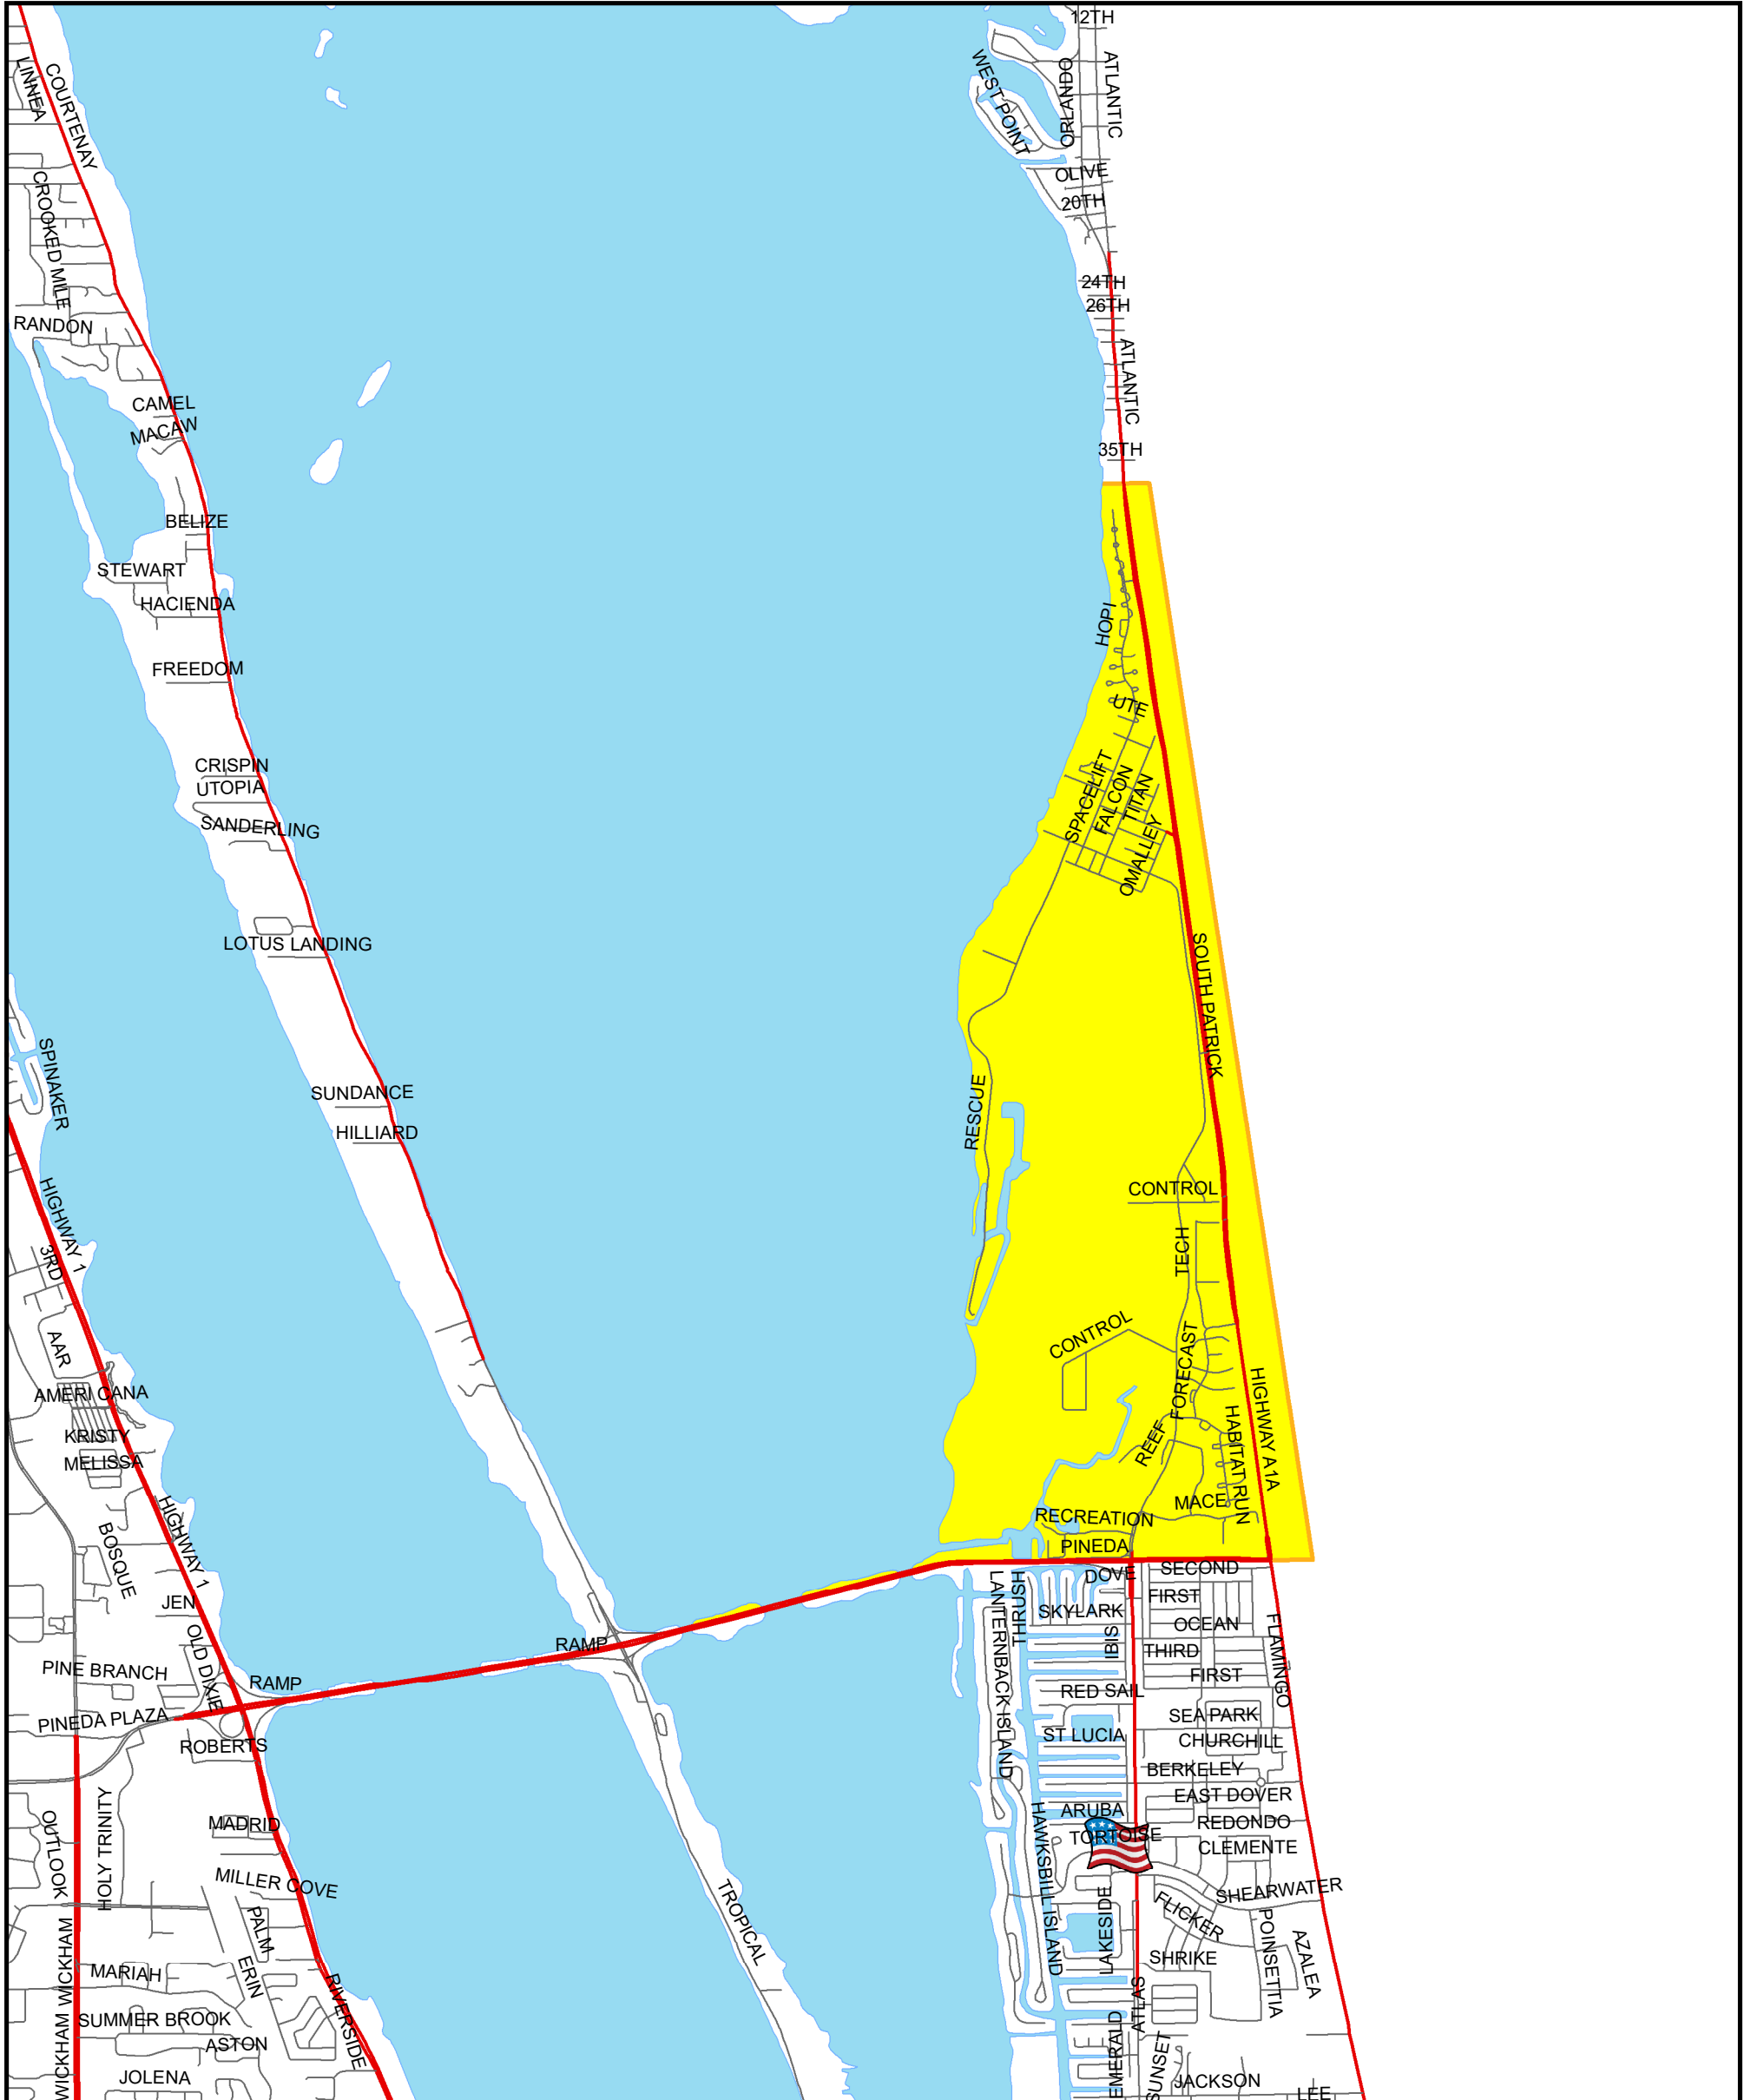 12TH
LINNEA
COURTENAY
WEST POINT
ORLANDO
ATLANTIC
OLIVE
20TH
CROOKED MILE
24TH
26TH
RANDON
ATLANTIC
CAMEL
MACAW
35TH
BELIZE
STEWART
HACIENDA
HOPI
FREEDOM
UTE
CRISPIN
UTOPIA
SANDERLING
SPACELIFT
FALCON
TITAN
OMALLEY
LOTUS LANDING
SOUTH PATRICK
SPINAKER
SUNDANCE
HILLIARD
RESCUE
HIGHWAY 1
3RD
CONTROL
TECH
AAR
CONTROL
FORECAST
AMERI CANA
HIGHWAY A1A
KRISTY
MELISSA
REEF
HABITAT RUN
HIGHWAY 1
MACE
RECREATION
BOSQUE
PINEDA
SECOND
DOVE
JEN
FIRST
LANTERNBACK ISLAND
THRUSH
SKYLARK
OCEAN
OLD DIXIE
RAMP
IBIS
THIRD
FLAMINGO
PINE BRANCH
RAMP
FIRST
RED SAIL
PINEDA PLAZA
SEA PARK
ST LUCIA
CHURCHILL
ROBERTS
BERKELEY
EAST DOVER
HOLY TRINITY
OUTLOOK
MADRID
ARUBA
REDONDO
TORTOISE
CLEMENTE
HAWKSBILL ISLAND
MILLER COVE
SHEARWATER
TROPICAL
LAKESIDE
FLICKER
PALM
POINSETTIA
AZALEA
WICKHAM
SHRIKE
MARIAH
ERIN
RIVERSIDE
ATLAS
SUMMER BROOK
ASTON
EMERALD
SUNSET
WICKHAM
JOLENA
JACKSON
LEE